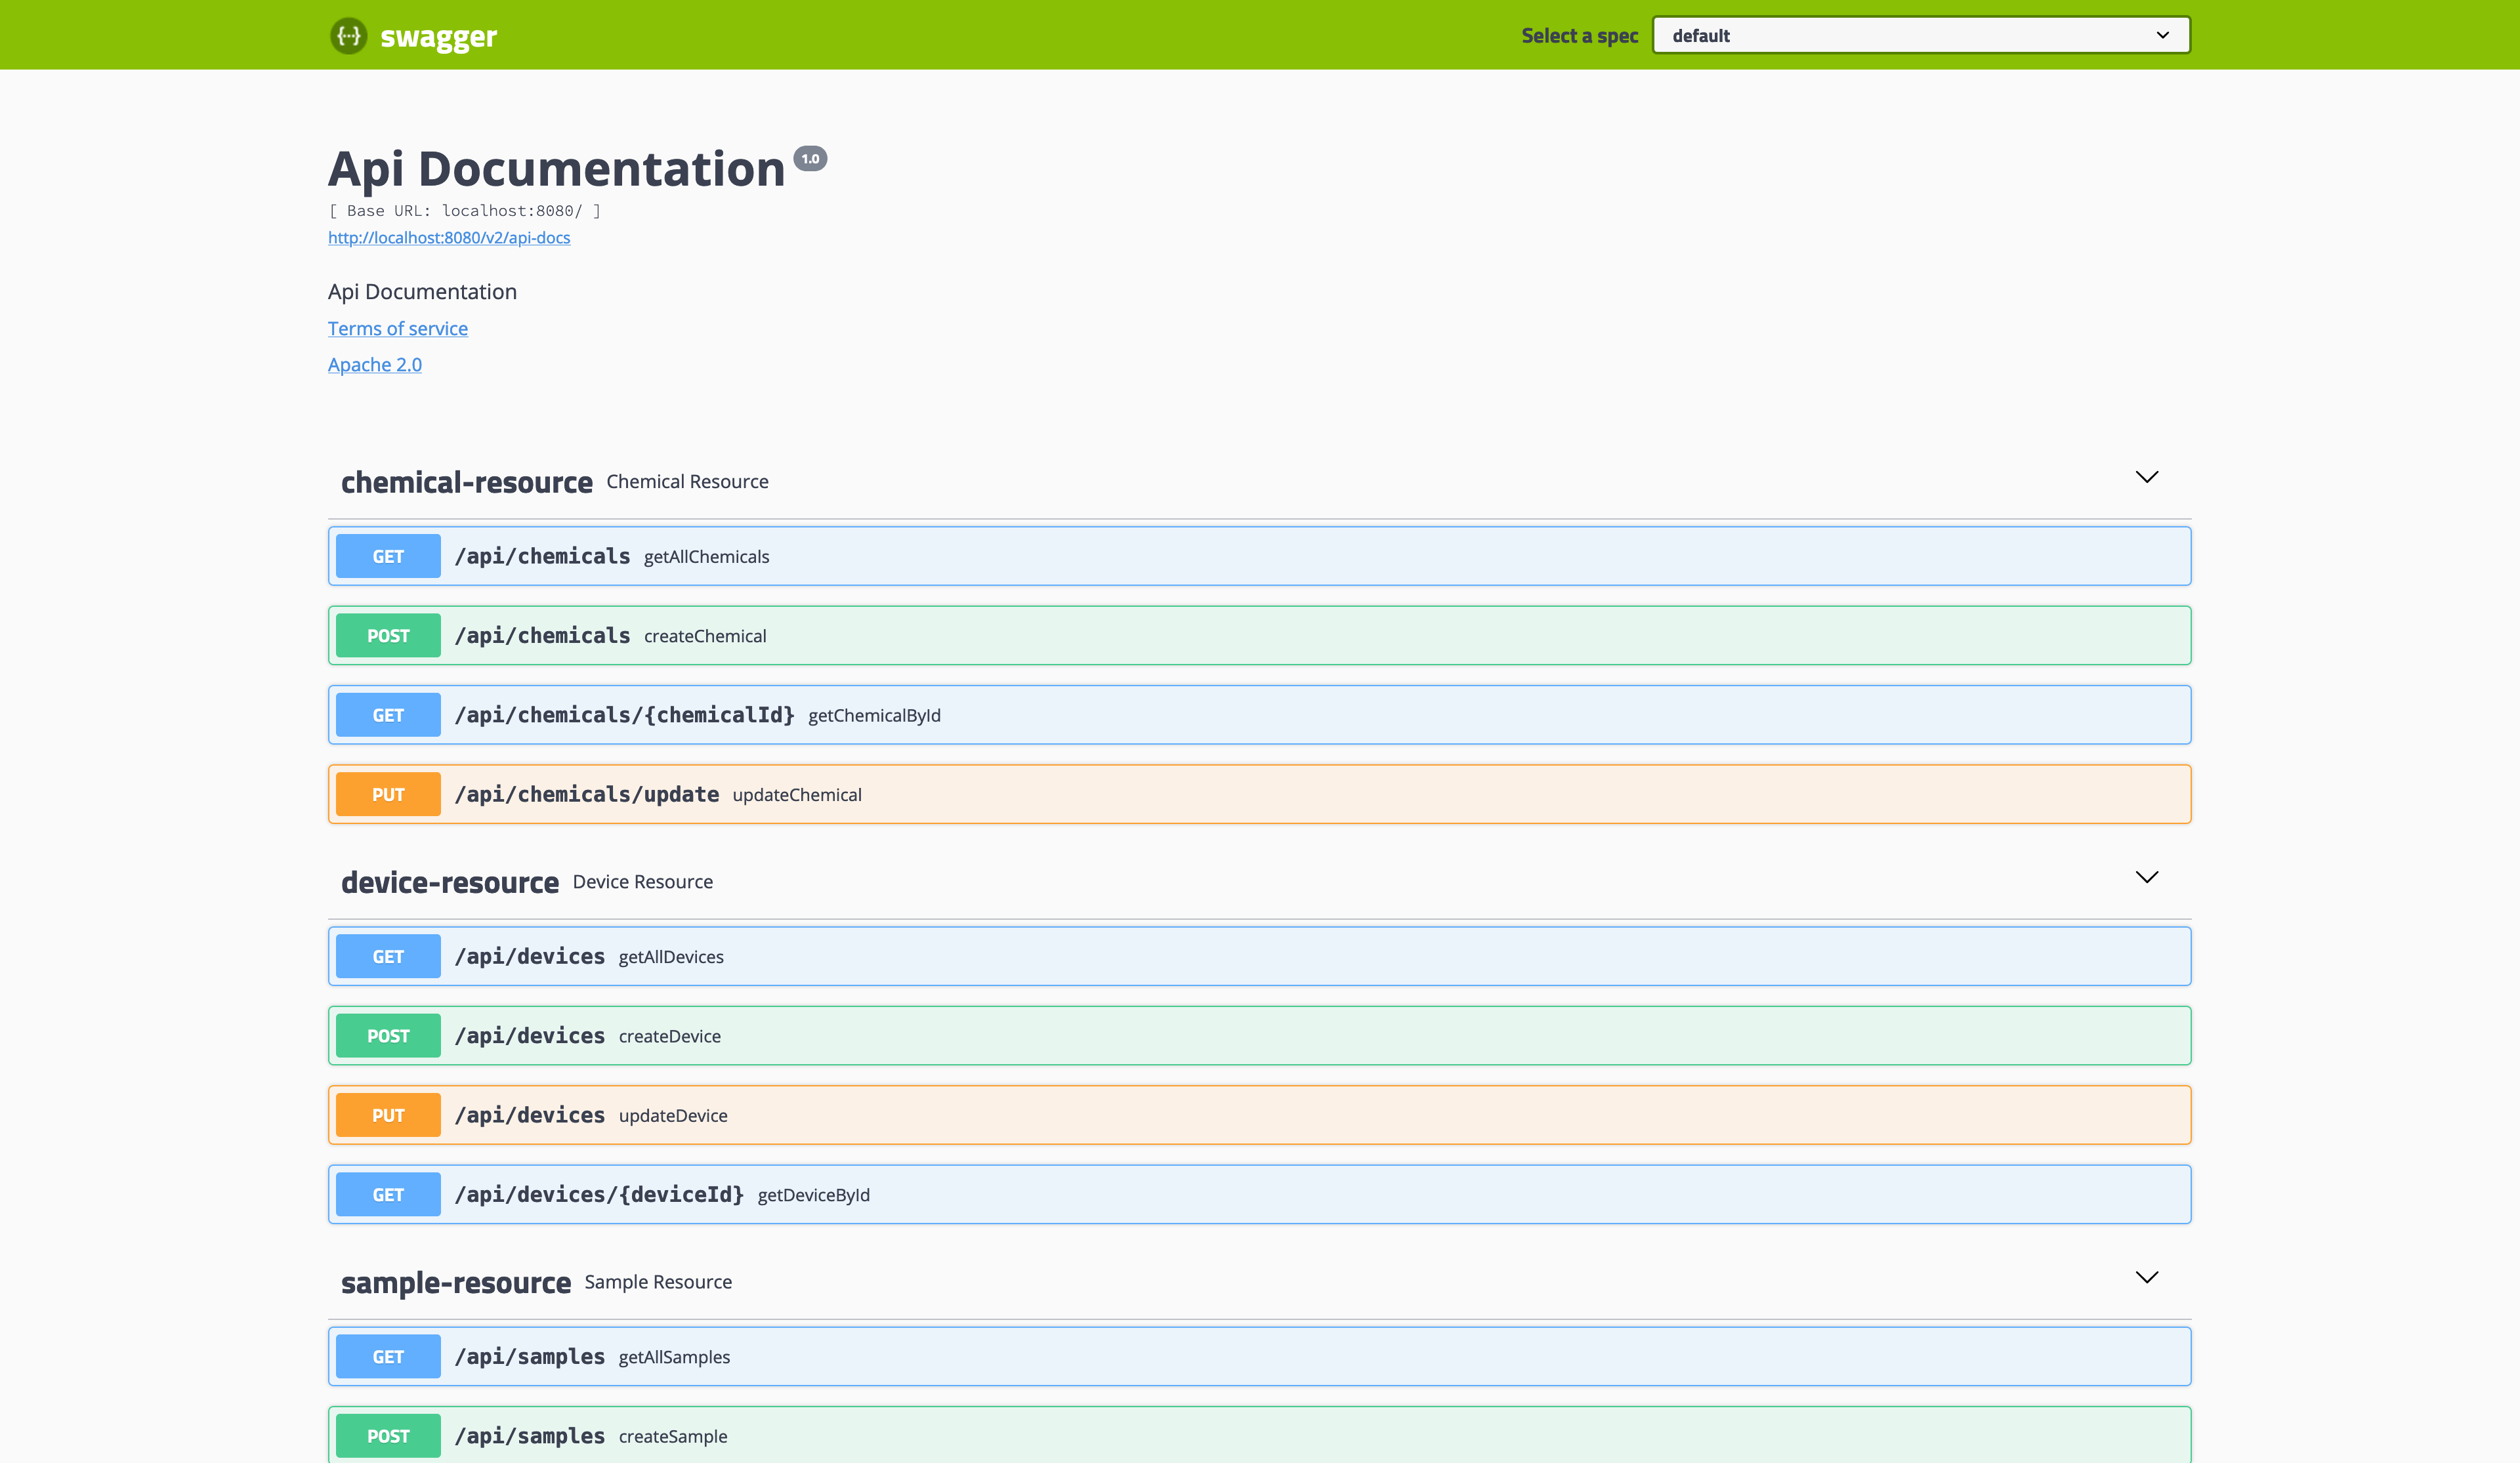 {···} swagger
Select a spec default
Api Documentation 1.0
[ Base URL: localhost:8080/ ]
http://localhost:8080/v2/api-docs
Api Documentation
Terms of service
Apache 2.0
chemical-resource Chemical Resource
GET /api/chemicals getAllChemicals
POST /api/chemicals createChemical
GET /api/chemicals/{chemicalId} getChemicalById
PUT /api/chemicals/update updateChemical
device-resource Device Resource
GET /api/devices getAllDevices
POST /api/devices createDevice
PUT /api/devices updateDevice
GET /api/devices/{deviceId} getDeviceById
sample-resource Sample Resource
GET /api/samples getAllSamples
POST /api/samples createSample